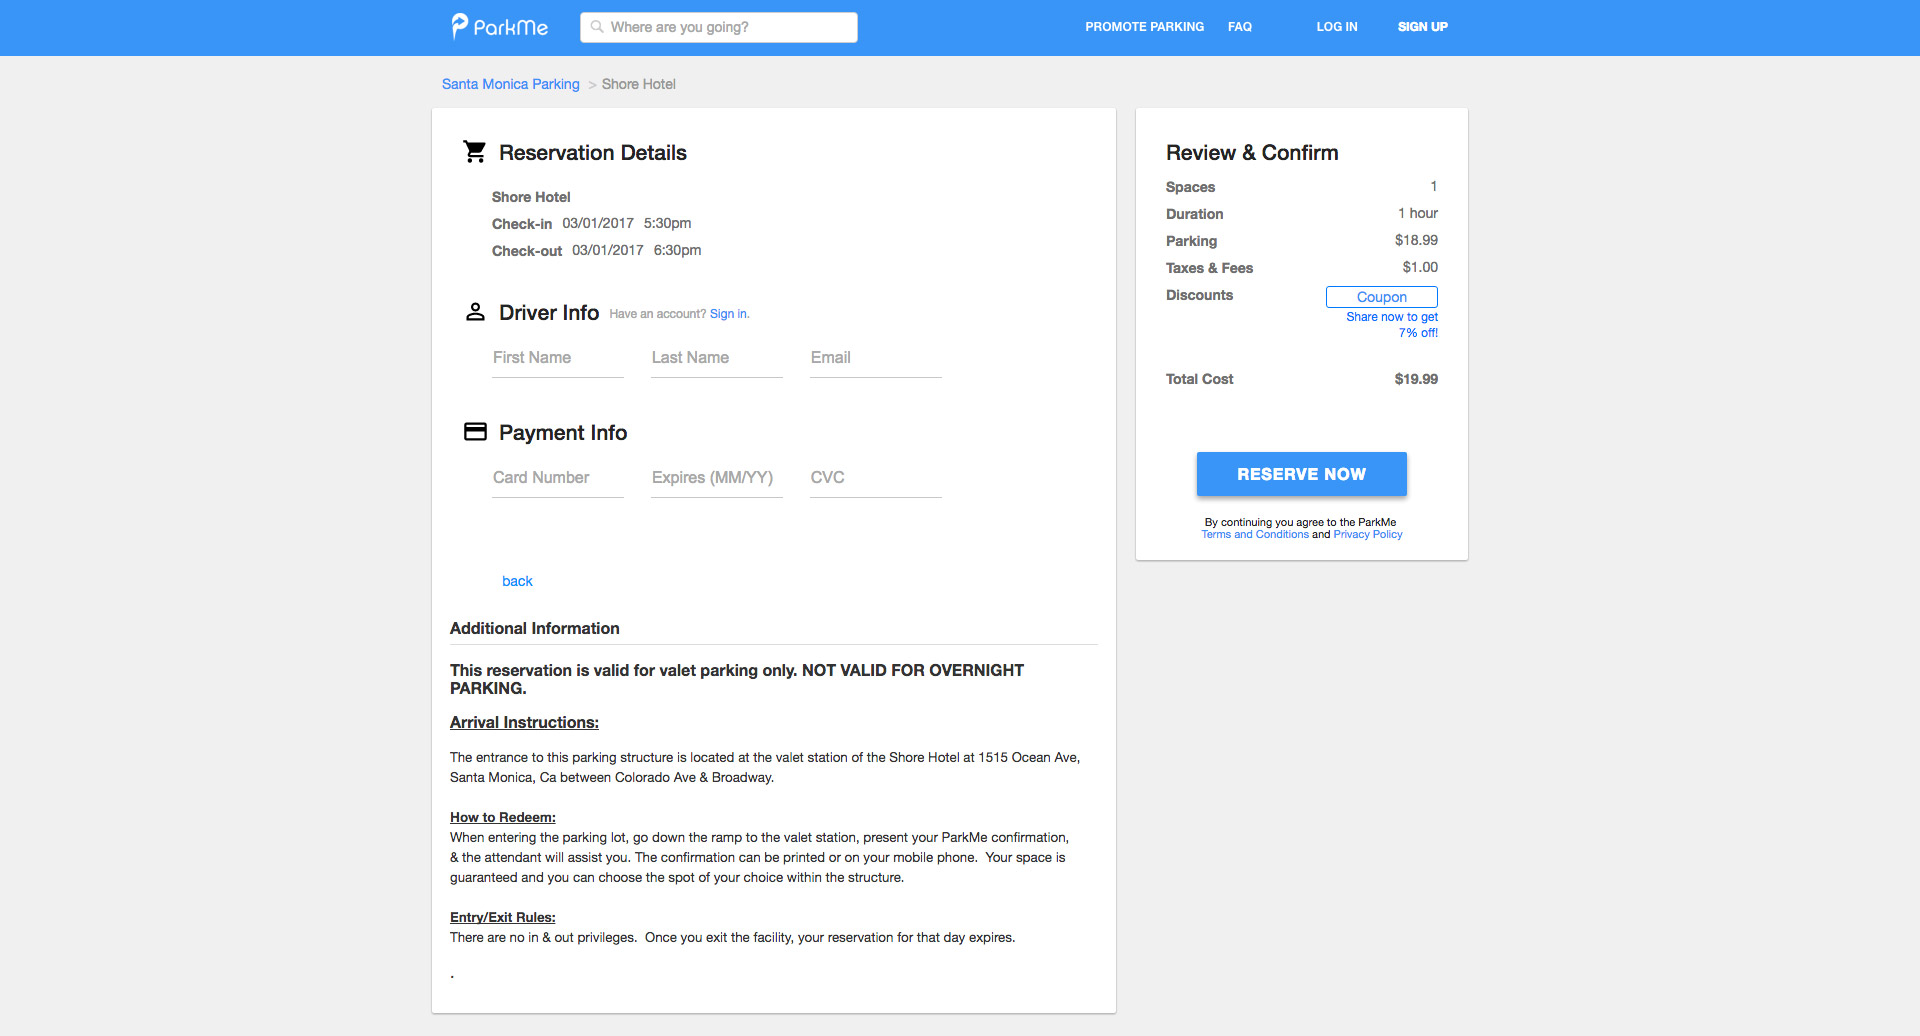 ParkMe
Where are you going?
PROMOTE PARKING
FAQ
LOG IN
SIGN UP
Santa Monica Parking > Shore Hotel
Reservation Details
Shore Hotel
Check-in 03/01/2017 5:30pm
Check-out 03/01/2017 6:30pm
Driver Info Have an account? Sign in.
First Name
Last Name
Email
Payment Info
Card Number
Expires (MM/YY)
CVC
back
Additional Information
This reservation is valid for valet parking only. NOT VALID FOR OVERNIGHT
PARKING.
Arrival Instructions:
The entrance to this parking structure is located at the valet station of the Shore Hotel at 1515 Ocean Ave,
Santa Monica, Ca between Colorado Ave & Broadway.
How to Redeem:
When entering the parking lot, go down the ramp to the valet station, present your ParkMe confirmation,
& the attendant will assist you. The confirmation can be printed or on your mobile phone.  Your space is
guaranteed and you can choose the spot of your choice within the structure.
Entry/Exit Rules:
There are no in & out privileges.  Once you exit the facility, your reservation for that day expires.
.
Review & Confirm
Spaces 1
Duration 1 hour
Parking $18.99
Taxes & Fees $1.00
Discounts Coupon
Share now to get
7% off!
Total Cost $19.99
RESERVE NOW
By continuing you agree to the ParkMe
Terms and Conditions and Privacy Policy